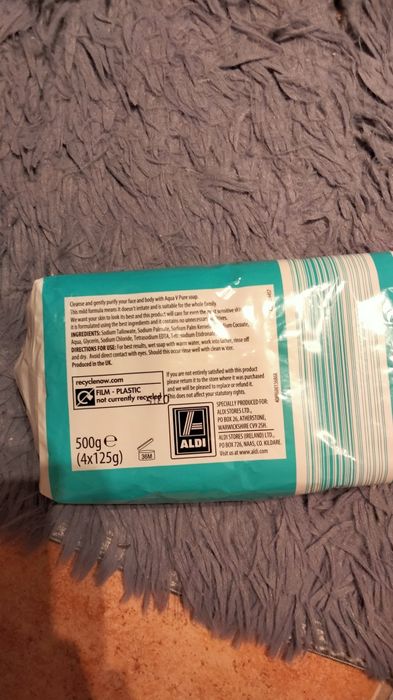 Cleanse and gently purify your face and body with Aqua V Pure soap.
This mild formula means it doesn't irritate and is suitable for the whole family.
We want your skin to look its best and this product will care for even the most sensitive skin
It is formulated using the best ingredients and it contains no unnecessary
INGREDIENTS: Sodium Tallowate, Sodium Palmate, Sodium Palm Kernel Sodium Cocoate,
Aqua, Glycerin, Sodium Chloride, Tetrasodium EDTA, Tetrasodium Etidronate,
DIRECTIONS FOR USE: For best results, wet soap with warm water, work into lather, rinse off
and dry. Avoid direct contact with eyes. Should this occur rinse well with clean water.
Produced in the UK.
recyclenow.com
FILM - PLASTIC
not currently recycled
If you are not entirely satisfied with this product
please return it to the store where it was purchased
and we will be pleased to replace or refund it.
This does not affect your statutory rights.
500g e
(4x125g)
36M
ALDI
SPECIALLY PRODUCED FOR:
ALDI STORES LTD.,
PO BOX 26, ATHERSTONE,
WARWICKSHIRE CV9 2SH.
ALDI STORES (IRELAND) LTD.,
PO BOX 726, NAAS, CO. KILDARE.
Visit us at www.aldi.com